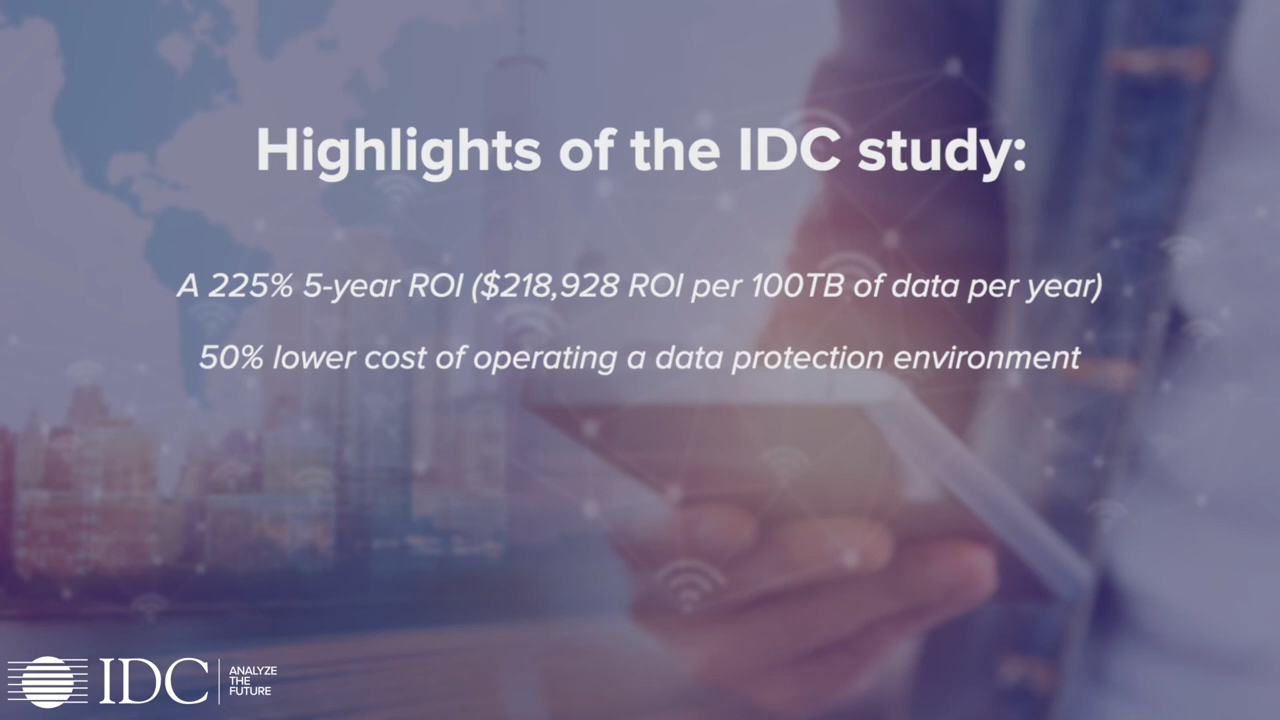 Highlights of the IDC study:
A 225% 5-year ROI ($218,928 ROI per 100TB of data per year)
50% lower cost of operating a data protection environment
IDC
ANALYZE
THE
FUTURE